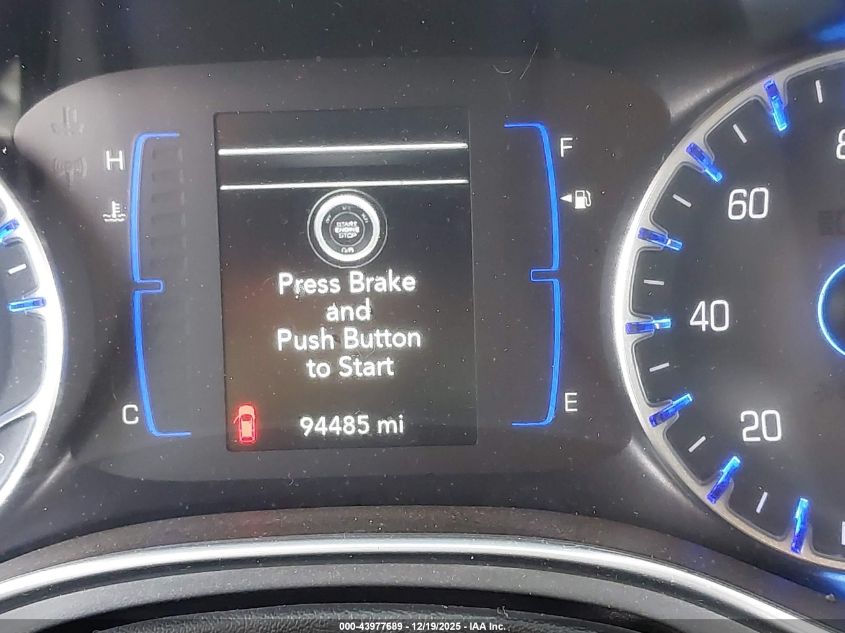 H
F
START
ENGINE
STOP
Press Brake
and
Push Button
to Start
C
94485 mi
E
60
40
20
000-43977689 - 12/19/2025 - IAA Inc.